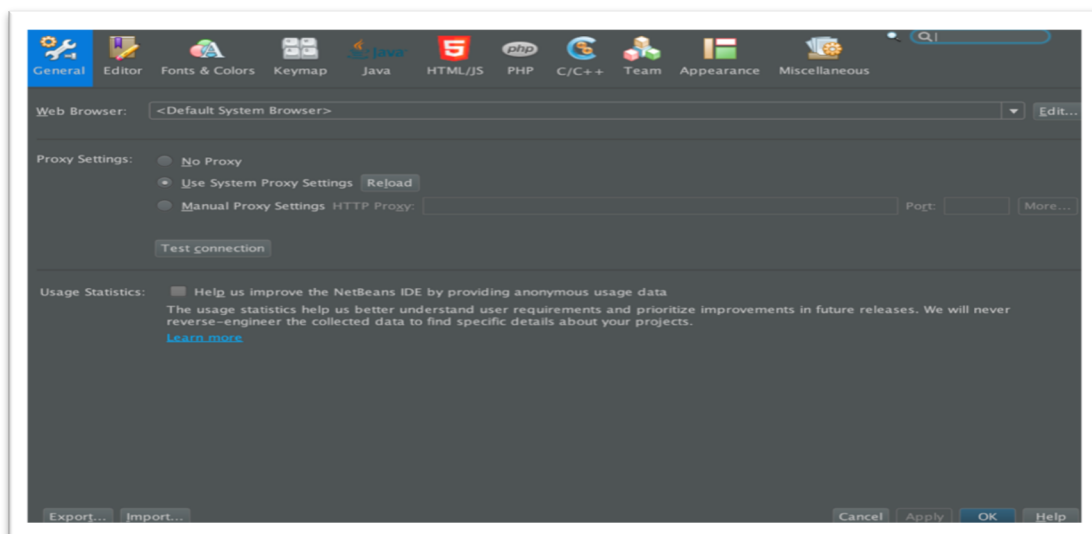 General Editor Fonts & Colors Keymap Java HTML/JS PHP C/C++ Team Appearance Miscellaneous
Web Browser: <Default System Browser> Edit...
Proxy Settings: No Proxy
Use System Proxy Settings Reload
Manual Proxy Settings HTTP Proxy: Port: More...
Test connection
Usage Statistics: Help us improve the NetBeans IDE by providing anonymous usage data
The usage statistics help us better understand user requirements and prioritize improvements in future releases. We will never
reverse-engineer the collected data to find specific details about your projects.
Learn more
Export... Import... Cancel Apply OK Help